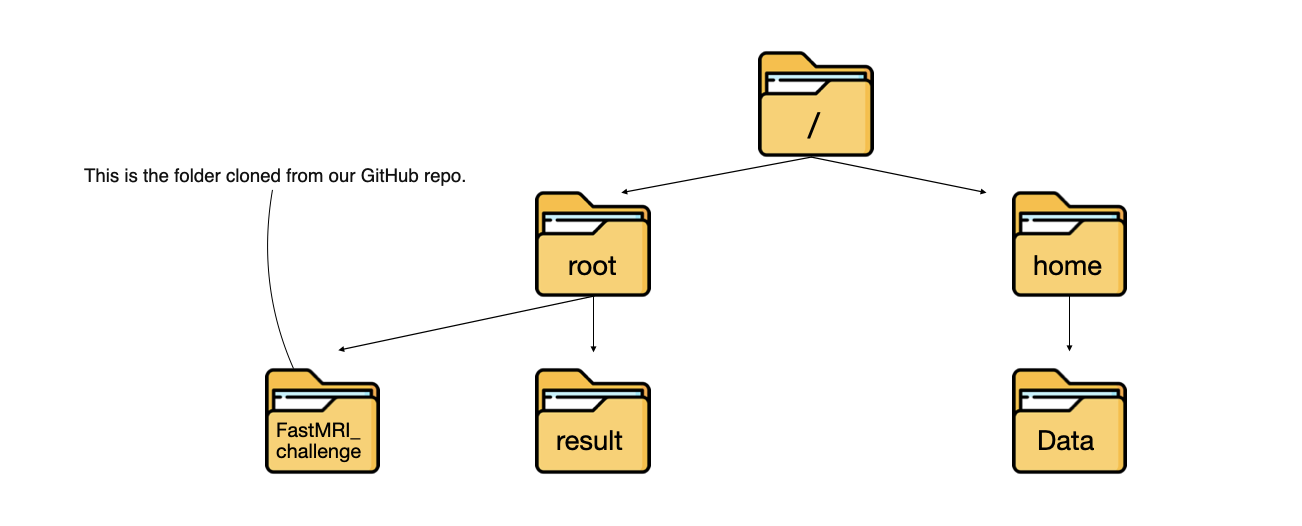 /
This is the folder cloned from our GitHub repo.
root
home
FastMRI_
challenge
result
Data